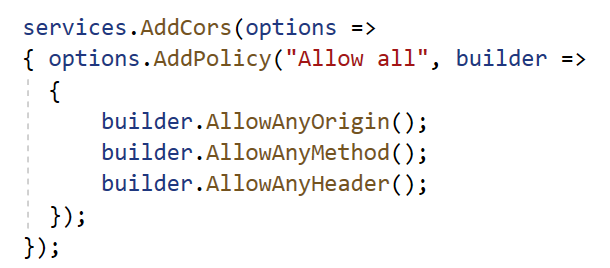 services.AddCors(options =>
{ options.AddPolicy("Allow all", builder =>
{
builder.AllowAnyOrigin();
builder.AllowAnyMethod();
builder.AllowAnyHeader();
});
});